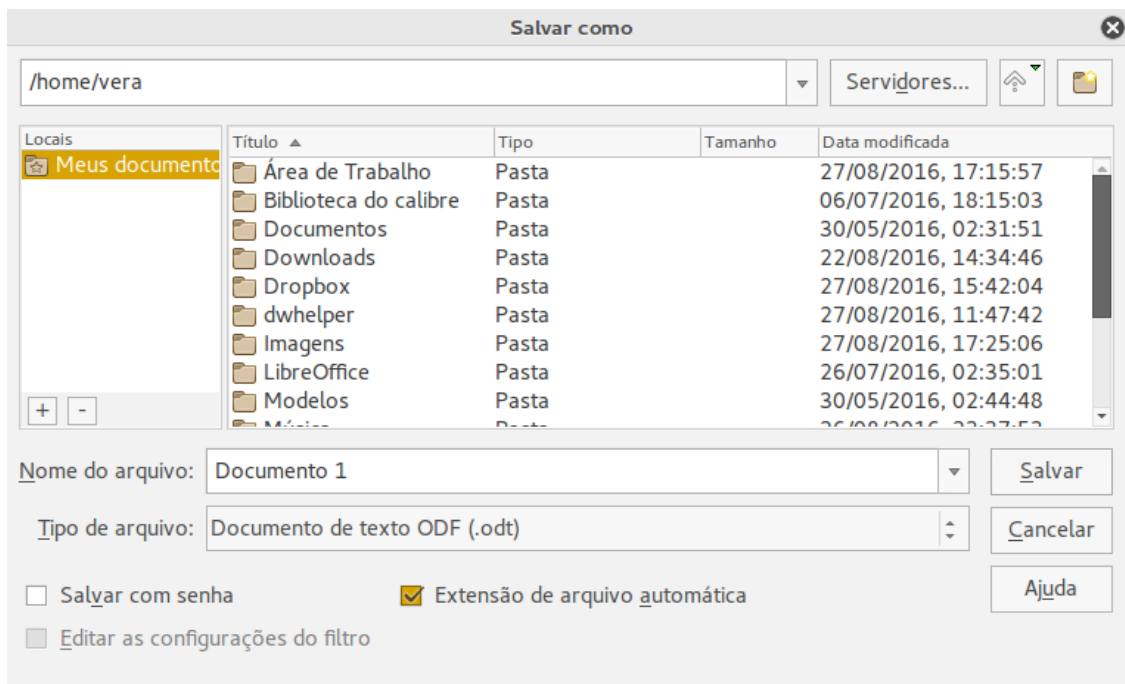 Salvar como
/home/vera
Servidores...
Locais
Título Tipo Tamanho Data modificada
Meus documento
Área de Trabalho Pasta 27/08/2016, 17:15:57
Biblioteca do calibre Pasta 06/07/2016, 18:15:03
Documentos Pasta 30/05/2016, 02:31:51
Downloads Pasta 22/08/2016, 14:34:46
Dropbox Pasta 27/08/2016, 15:42:04
dwhelper Pasta 27/08/2016, 11:47:42
Imagens Pasta 27/08/2016, 17:25:06
LibreOffice Pasta 26/07/2016, 02:35:01
Modelos Pasta 30/05/2016, 02:44:48
+ -
Nome do arquivo: Documento 1 Salvar
Tipo de arquivo: Documento de texto ODF (.odt) Cancelar
Salvar com senha Extensão de arquivo automática Ajuda
Editar as configurações do filtro